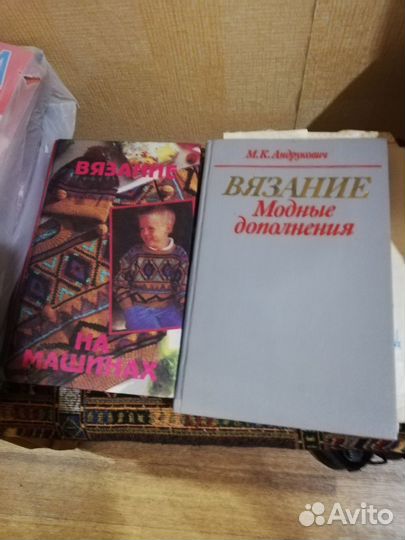 ВЯЗАНИЕ
НА
МАШИНАХ
М.К. Андрукович
ВЯЗАНИЕ
Модные
дополнения
Avito